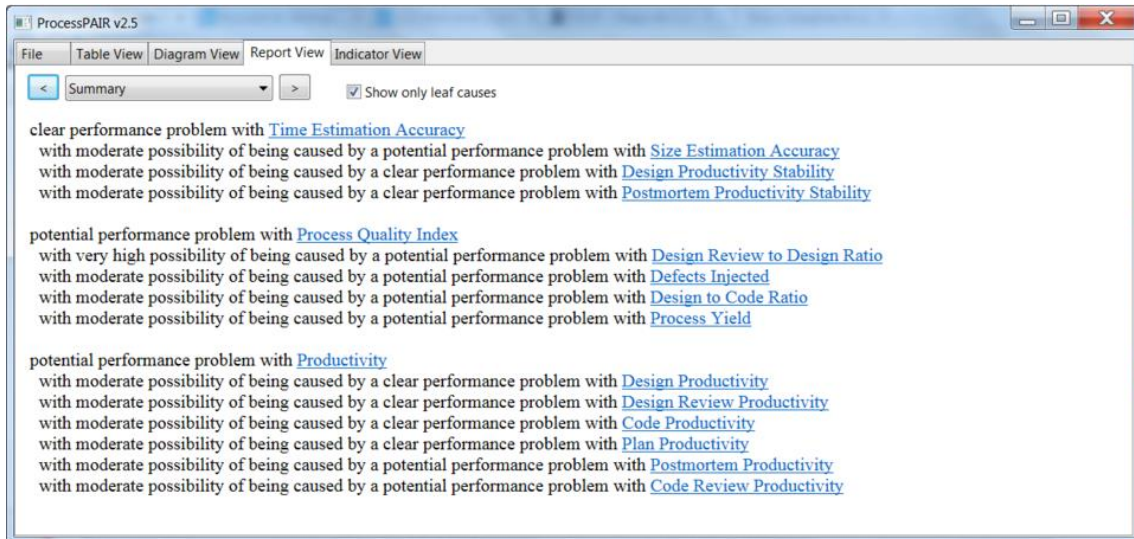 ProcessPAIR v2.5
File Table View Diagram View Report View Indicator View
< Summary > Show only leaf causes
clear performance problem with Time Estimation Accuracy
with moderate possibility of being caused by a potential performance problem with Size Estimation Accuracy
with moderate possibility of being caused by a clear performance problem with Design Productivity Stability
with moderate possibility of being caused by a clear performance problem with Postmortem Productivity Stability
potential performance problem with Process Quality Index
with very high possibility of being caused by a potential performance problem with Design Review to Design Ratio
with moderate possibility of being caused by a potential performance problem with Defects Injected
with moderate possibility of being caused by a potential performance problem with Design to Code Ratio
with moderate possibility of being caused by a potential performance problem with Process Yield
potential performance problem with Productivity
with moderate possibility of being caused by a clear performance problem with Design Productivity
with moderate possibility of being caused by a clear performance problem with Design Review Productivity
with moderate possibility of being caused by a clear performance problem with Code Productivity
with moderate possibility of being caused by a clear performance problem with Plan Productivity
with moderate possibility of being caused by a potential performance problem with Postmortem Productivity
with moderate possibility of being caused by a potential performance problem with Code Review Productivity